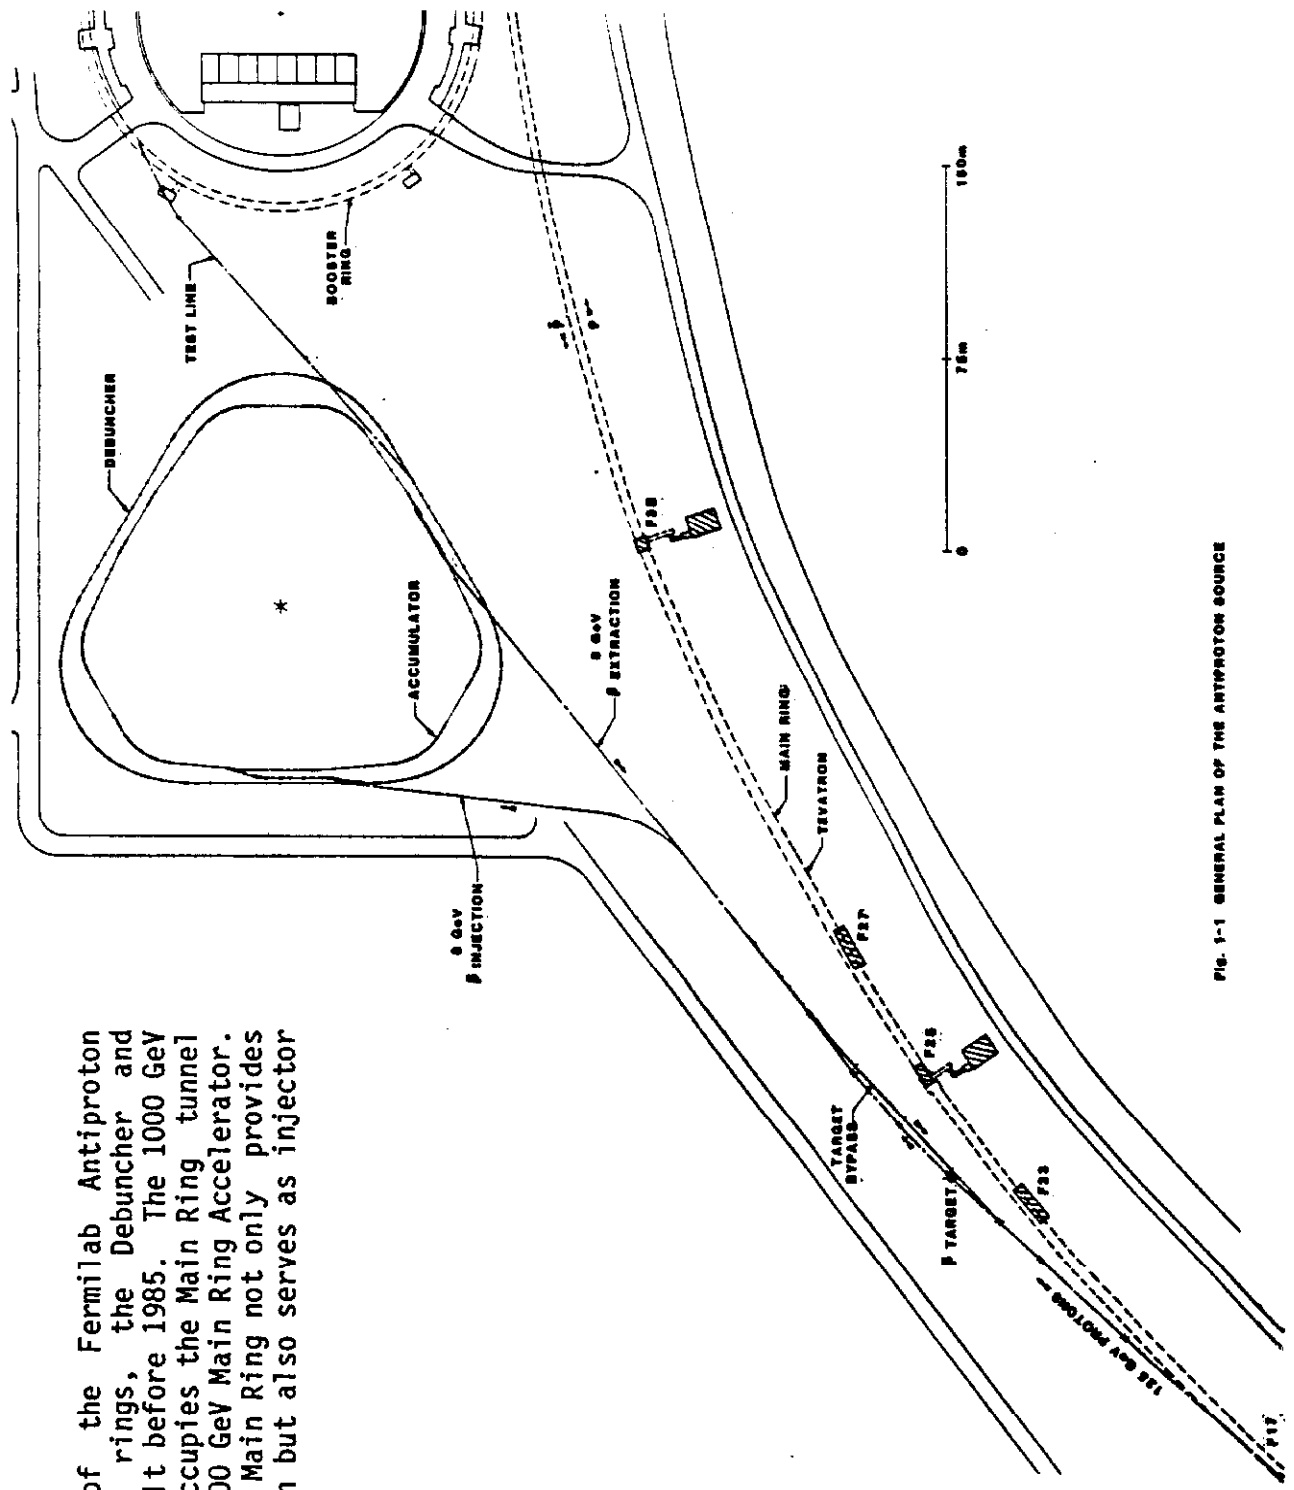 of the Fermilab Antiproton
rings, the Debuncher and
lt before 1985. The 1000 GeV
ccupies the Main Ring tunnel
00 GeV Main Ring Accelerator.
Main Ring not only provides
n but also serves as injector
DEBUNCHER
TEST LINE
BOOSTER
RING
ACCUMULATOR
8 GeV
p̄ EXTRACTION
8 GeV
p̄ INJECTION
MAIN RING
TEVATRON
F27
F25
F23
F17
TARGET
BYPASS
p̄ TARGET
125 GeV PROTONS
0
75m
150m
Fig. 1-1 GENERAL PLAN OF THE ANTIPROTON SOURCE